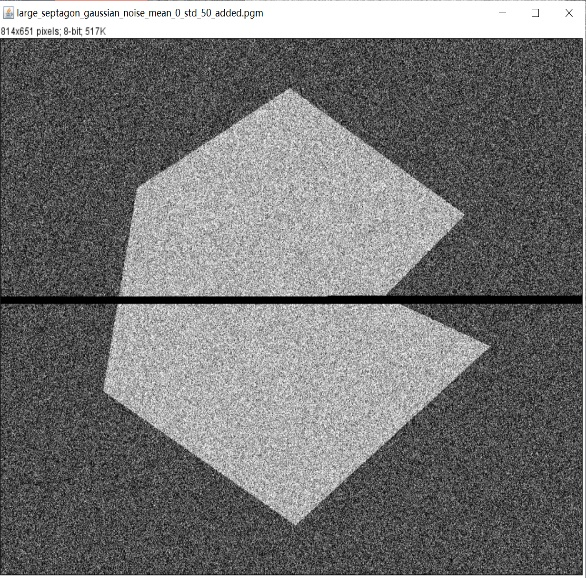 large_septagon_gaussian_noise_mean_0_std_50_added.pgm
814x651 pixels; 8-bit; 517K